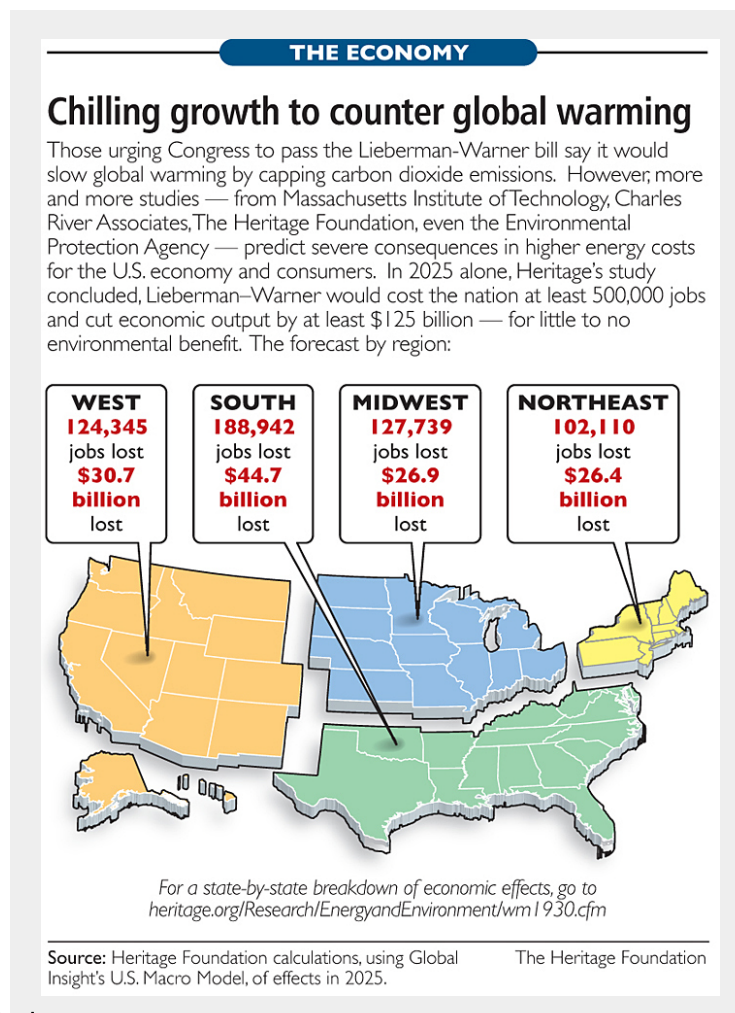 THE ECONOMY
Chilling growth to counter global warming
Those urging Congress to pass the Lieberman-Warner bill say it would
slow global warming by capping carbon dioxide emissions. However, more
and more studies — from Massachusetts Institute of Technology, Charles
River Associates, The Heritage Foundation, even the Environmental
Protection Agency — predict severe consequences in higher energy costs
for the U.S. economy and consumers. In 2025 alone, Heritage's study
concluded, Lieberman–Warner would cost the nation at least 500,000 jobs
and cut economic output by at least $125 billion — for little to no
environmental benefit. The forecast by region:
WEST
124,345
jobs lost
$30.7
billion
lost
SOUTH
188,942
jobs lost
$44.7
billion
lost
MIDWEST
127,739
jobs lost
$26.9
billion
lost
NORTHEAST
102,110
jobs lost
$26.4
billion
lost
For a state-by-state breakdown of economic effects, go to
heritage.org/Research/EnergyandEnvironment/wm1930.cfm
Source: Heritage Foundation calculations, using Global
Insight's U.S. Macro Model, of effects in 2025.
The Heritage Foundation